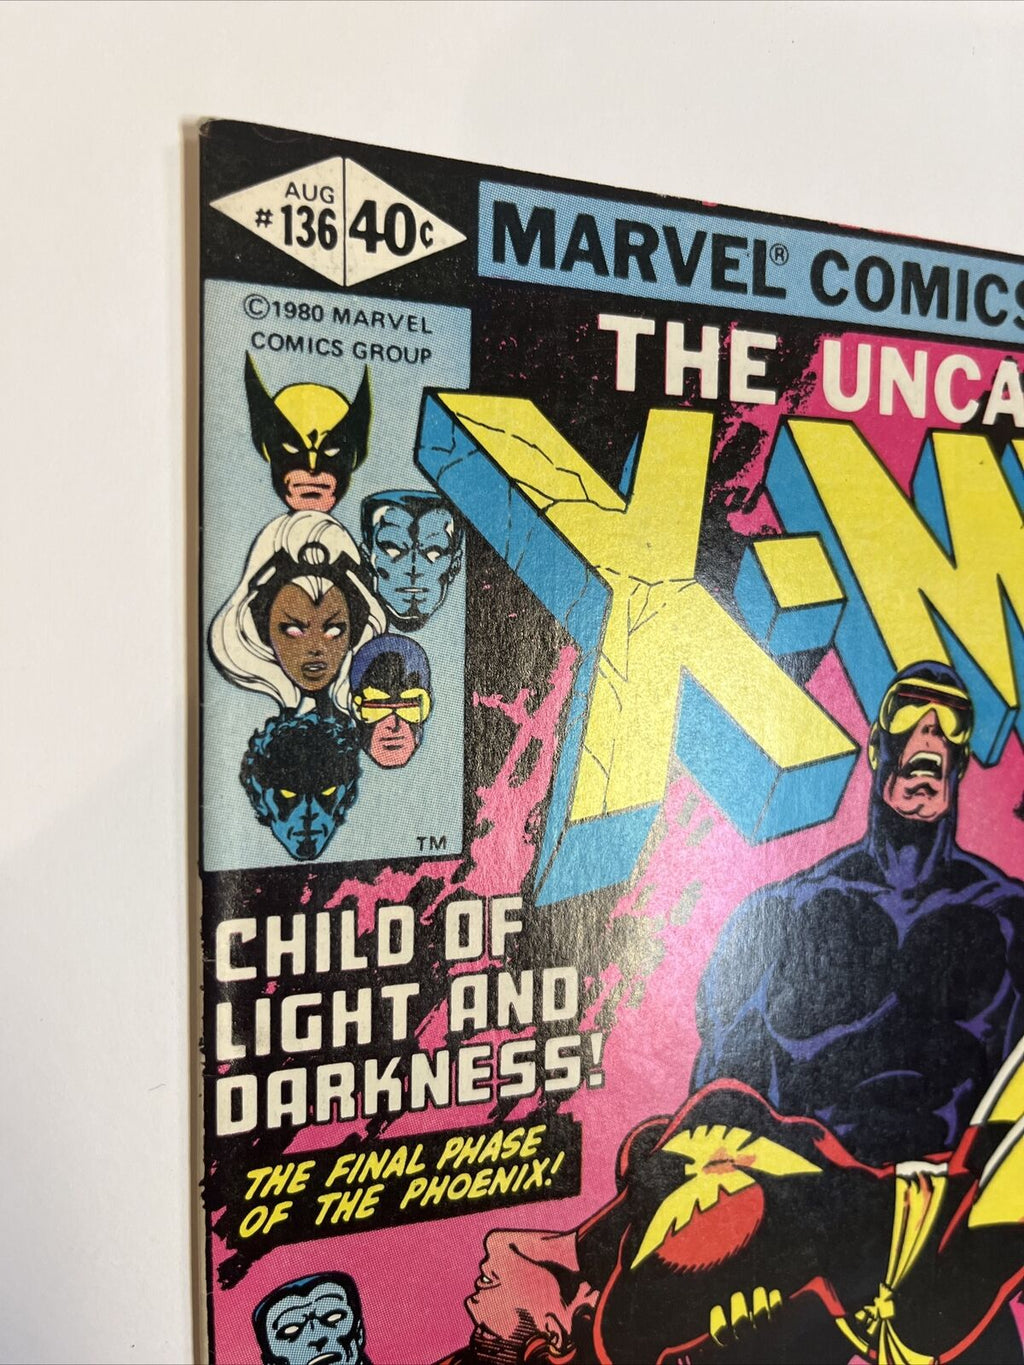 AUG
#136
40¢
MARVEL® COMICS
©1980 MARVEL
COMICS GROUP
THE UNCA
X-M
TM
CHILD OF
LIGHT AND
DARKNESS!
THE FINAL PHASE
OF THE PHOENIX!